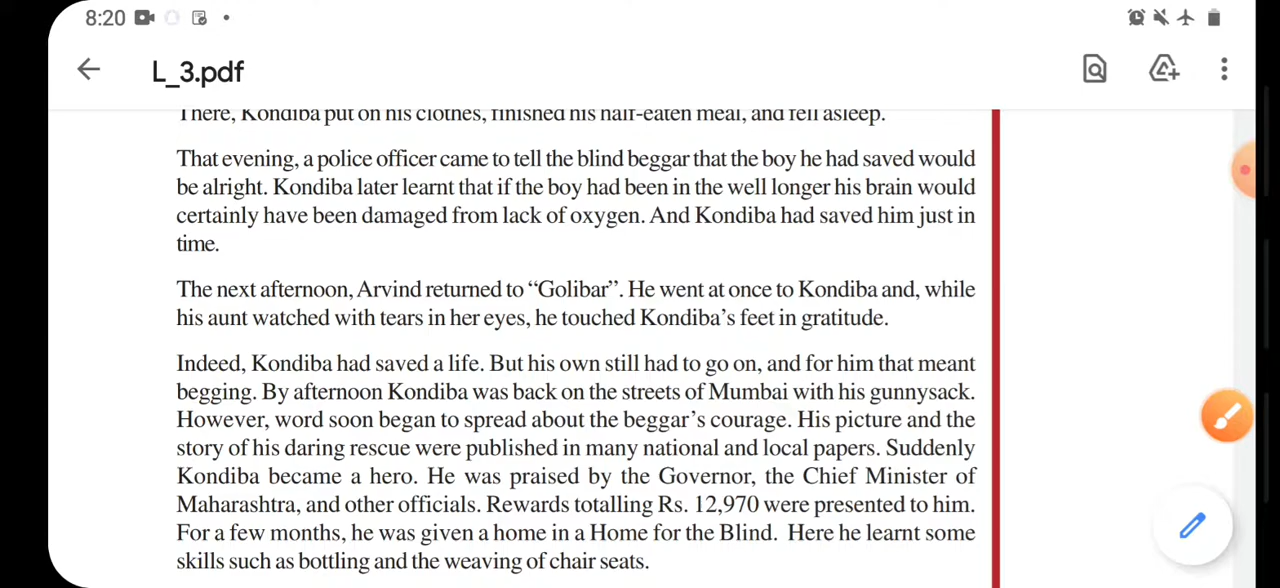 8:20
L_3.pdf
There, Kondiba put on his clothes, finished his half-eaten meal, and fell asleep.
That evening, a police officer came to tell the blind beggar that the boy he had saved would
be alright. Kondiba later learnt that if the boy had been in the well longer his brain would
certainly have been damaged from lack of oxygen. And Kondiba had saved him just in
time.
The next afternoon, Arvind returned to “Golibar”. He went at once to Kondiba and, while
his aunt watched with tears in her eyes, he touched Kondiba’s feet in gratitude.
Indeed, Kondiba had saved a life. But his own still had to go on, and for him that meant
begging. By afternoon Kondiba was back on the streets of Mumbai with his gunnysack.
However, word soon began to spread about the beggar’s courage. His picture and the
story of his daring rescue were published in many national and local papers. Suddenly
Kondiba became a hero. He was praised by the Governor, the Chief Minister of
Maharashtra, and other officials. Rewards totalling Rs. 12,970 were presented to him.
For a few months, he was given a home in a Home for the Blind. Here he learnt some
skills such as bottling and the weaving of chair seats.